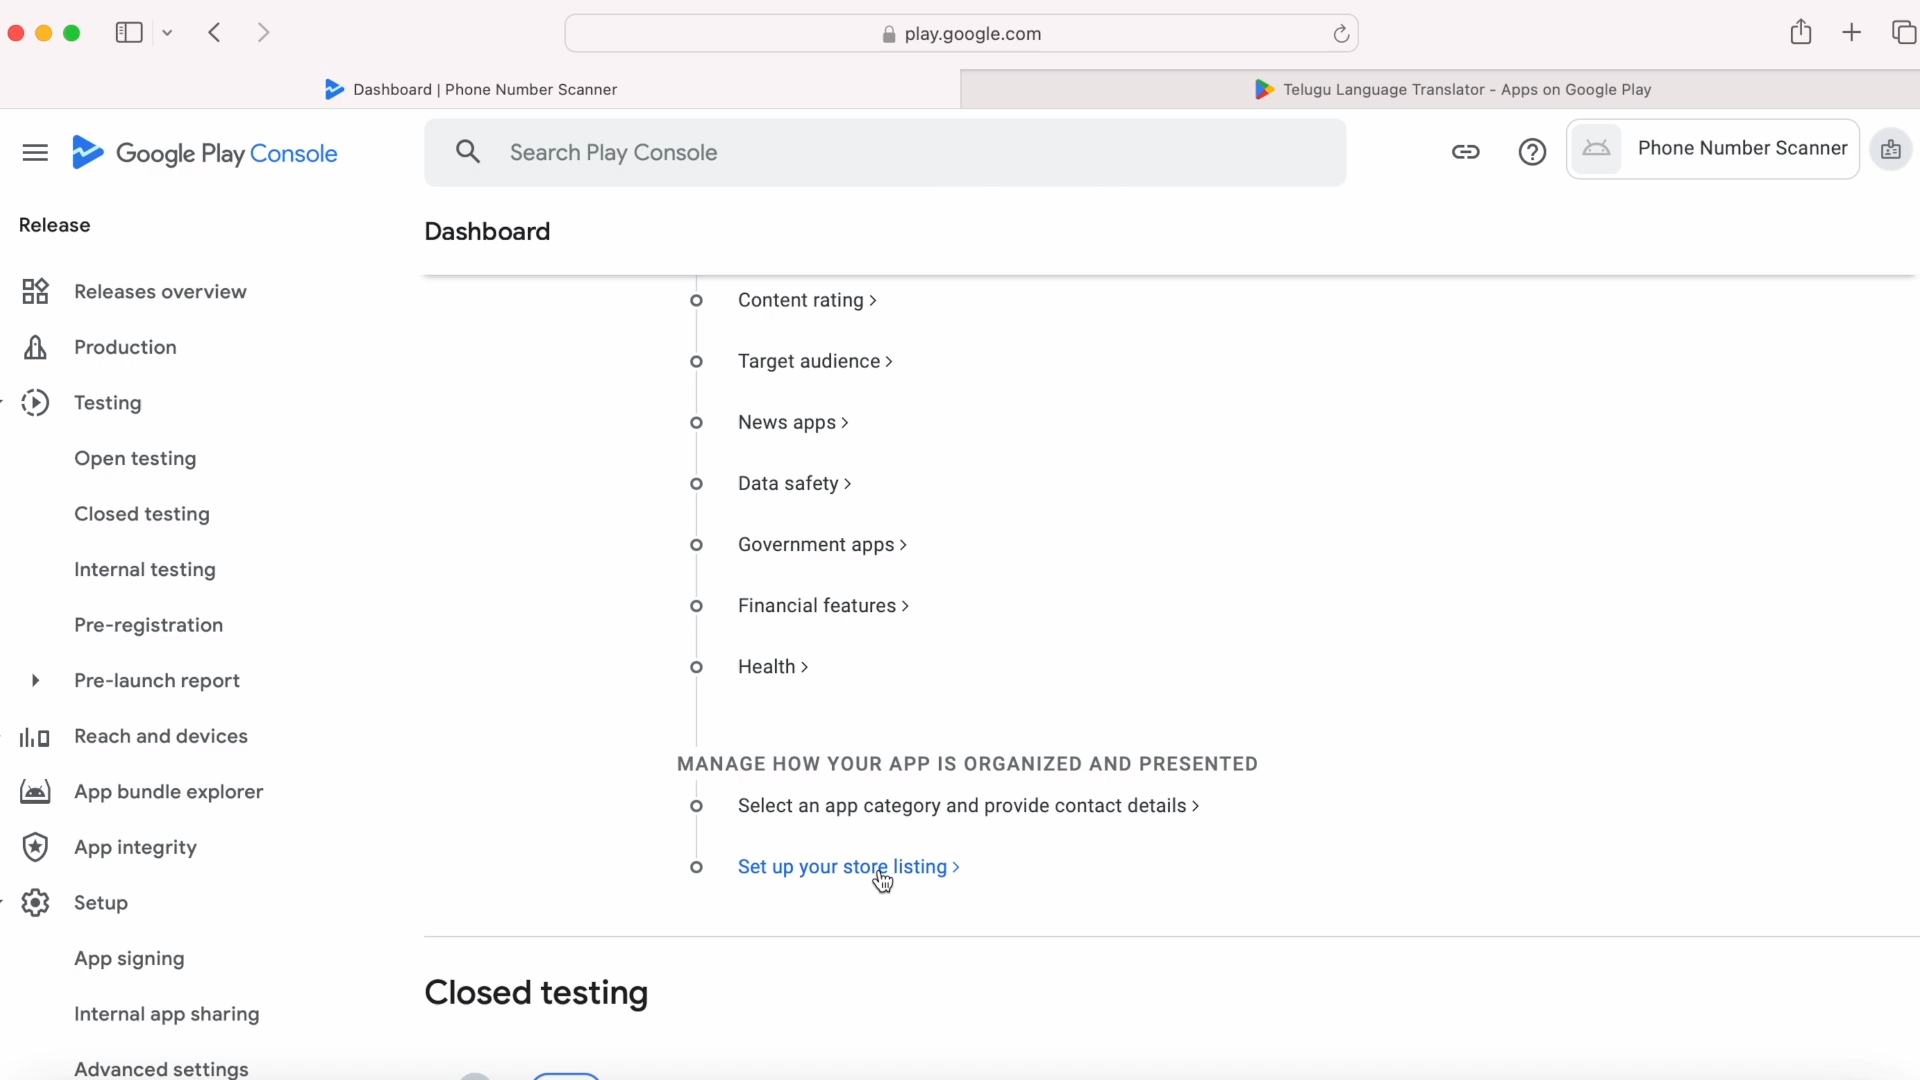 play.google.com
Dashboard | Phone Number Scanner
Telugu Language Translator - Apps on Google Play
Google Play Console
Search Play Console
Phone Number Scanner
Release
Releases overview
Production
Testing
Open testing
Closed testing
Internal testing
Pre-registration
Pre-launch report
Reach and devices
App bundle explorer
App integrity
Setup
App signing
Internal app sharing
Advanced settings
Dashboard
Content rating >
Target audience >
News apps >
Data safety >
Government apps >
Financial features >
Health >
MANAGE HOW YOUR APP IS ORGANIZED AND PRESENTED
Select an app category and provide contact details >
Set up your store listing >
Closed testing